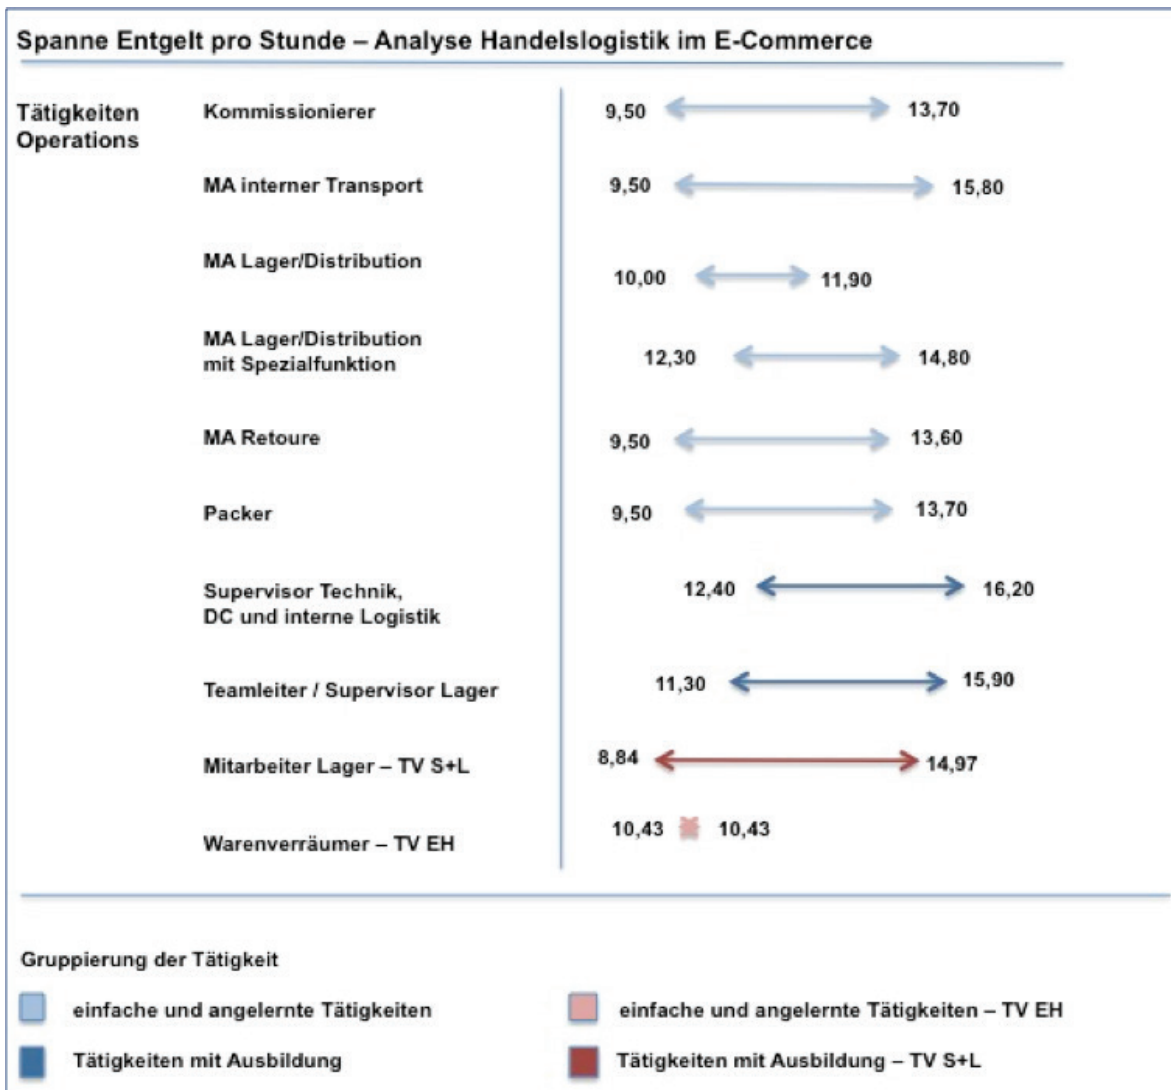 Spanne Entgelt pro Stunde – Analyse Handelslogistik im E-Commerce
Tätigkeiten
Operations
Kommissionierer
9,50 13,70
MA interner Transport
9,50 15,80
MA Lager/Distribution
10,00 11,90
MA Lager/Distribution
mit Spezialfunktion
12,30 14,80
MA Retoure
9,50 13,60
Packer
9,50 13,70
Supervisor Technik,
DC und interne Logistik
12,40 16,20
Teamleiter / Supervisor Lager
11,30 15,90
Mitarbeiter Lager – TV S+L
8,84 14,97
Warenverräumer – TV EH
10,43 10,43
Gruppierung der Tätigkeit
einfache und angelernte Tätigkeiten
einfache und angelernte Tätigkeiten – TV EH
Tätigkeiten mit Ausbildung
Tätigkeiten mit Ausbildung – TV S+L